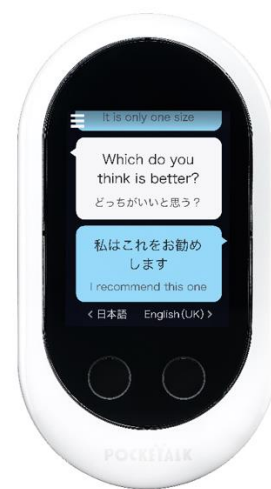 It is only one size
Which do you
think is better?
どっちがいいと思う？
私はこれをお勧め
します
I recommend this one
< 日本語 English(UK) >
POCKETALK